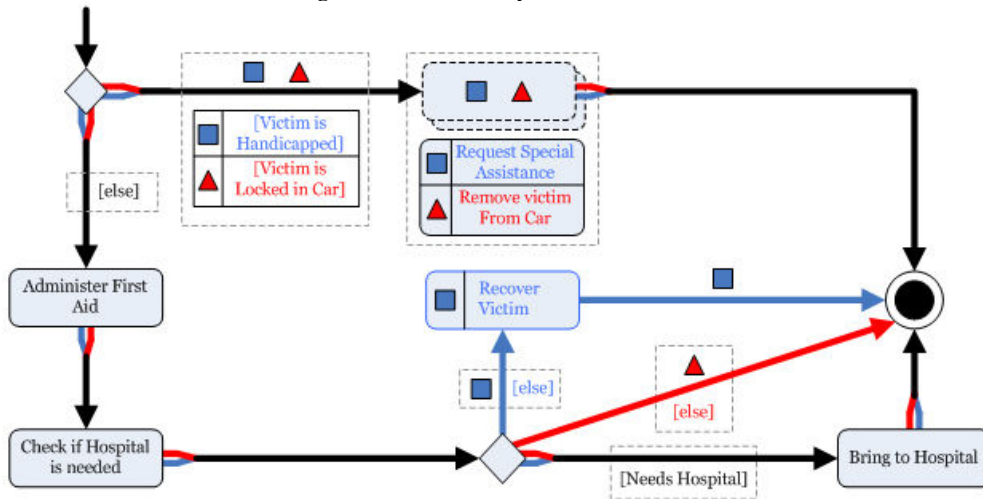 [Victim is
Handicapped]
[Victim is
Locked in Car]
Request Special
Assistance
Remove victim
From Car
[else]
Administer First
Aid
Recover
Victim
[else]
[else]
Check if Hospital
is needed
[Needs Hospital]
Bring to Hospital